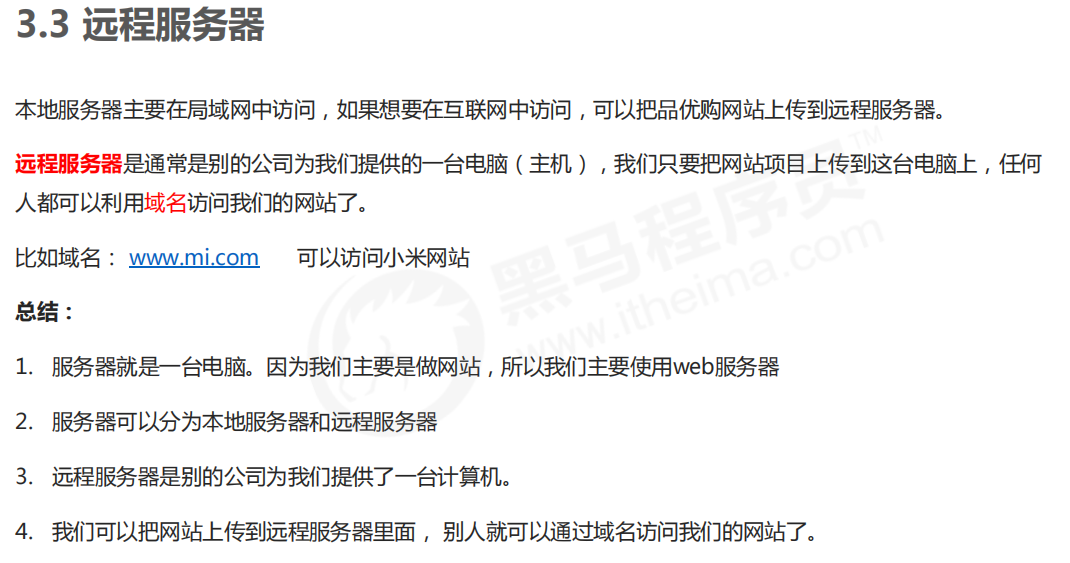 3.3 远程服务器
本地服务器主要在局域网中访问，如果想要在互联网中访问，可以把品优购网站上传到远程服务器。
远程服务器是通常是别的公司为我们提供的一台电脑（主机），我们只要把网站项目上传到这台电脑上，任何
人都可以利用域名访问我们的网站了。
比如域名： www.mi.com 可以访问小米网站
总结：
1. 服务器就是一台电脑。因为我们主要是做网站，所以我们主要使用web服务器
2. 服务器可以分为本地服务器和远程服务器
3. 远程服务器是别的公司为我们提供了一台计算机。
4. 我们可以把网站上传到远程服务器里面， 别人就可以通过域名访问我们的网站了。
黑马程序员™
www.itheima.com